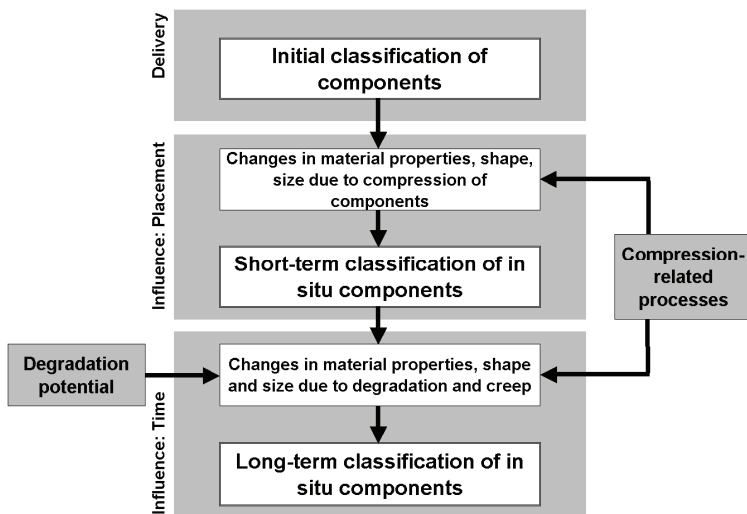 Delivery
Initial classification of
components
Influence: Placement
Changes in material properties, shape,
size due to compression of
components
Short-term classification of in
situ components
Compression-
related
processes
Degradation
potential
Influence: Time
Changes in material properties, shape
and size due to degradation and creep
Long-term classification of in
situ components